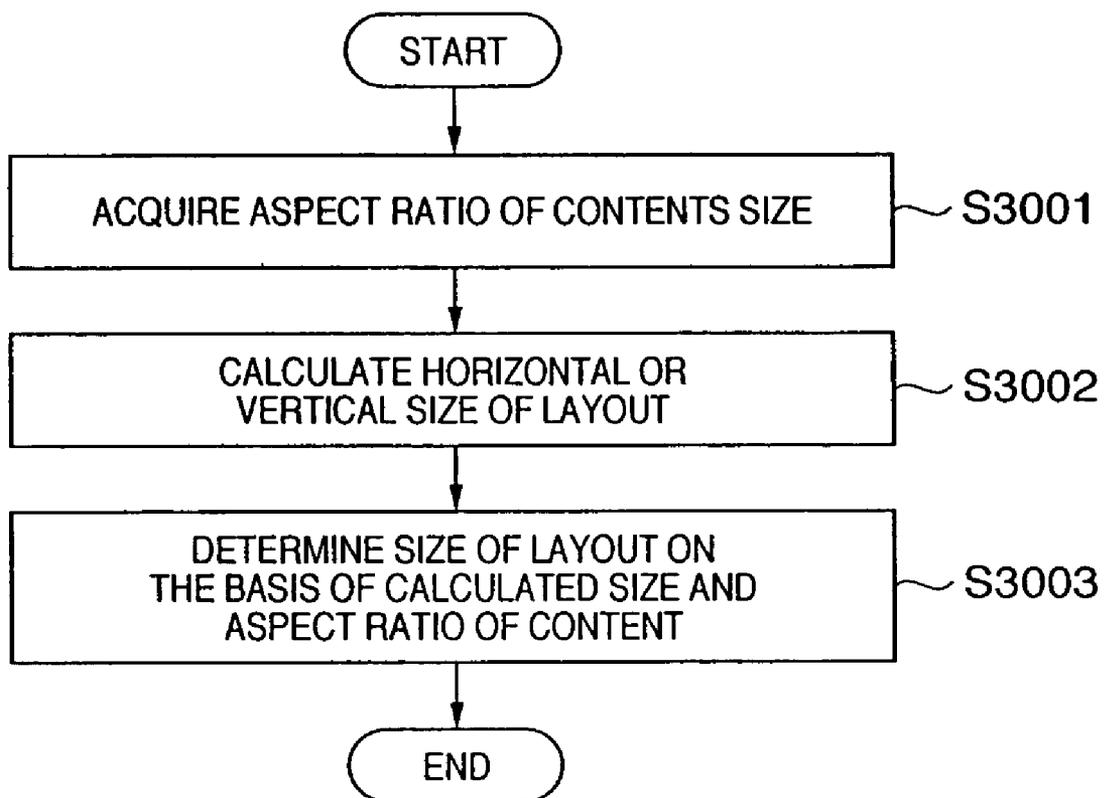 START
ACQUIRE ASPECT RATIO OF CONTENTS SIZE
S3001
CALCULATE HORIZONTAL OR
VERTICAL SIZE OF LAYOUT
S3002
DETERMINE SIZE OF LAYOUT ON
THE BASIS OF CALCULATED SIZE AND
ASPECT RATIO OF CONTENT
S3003
END